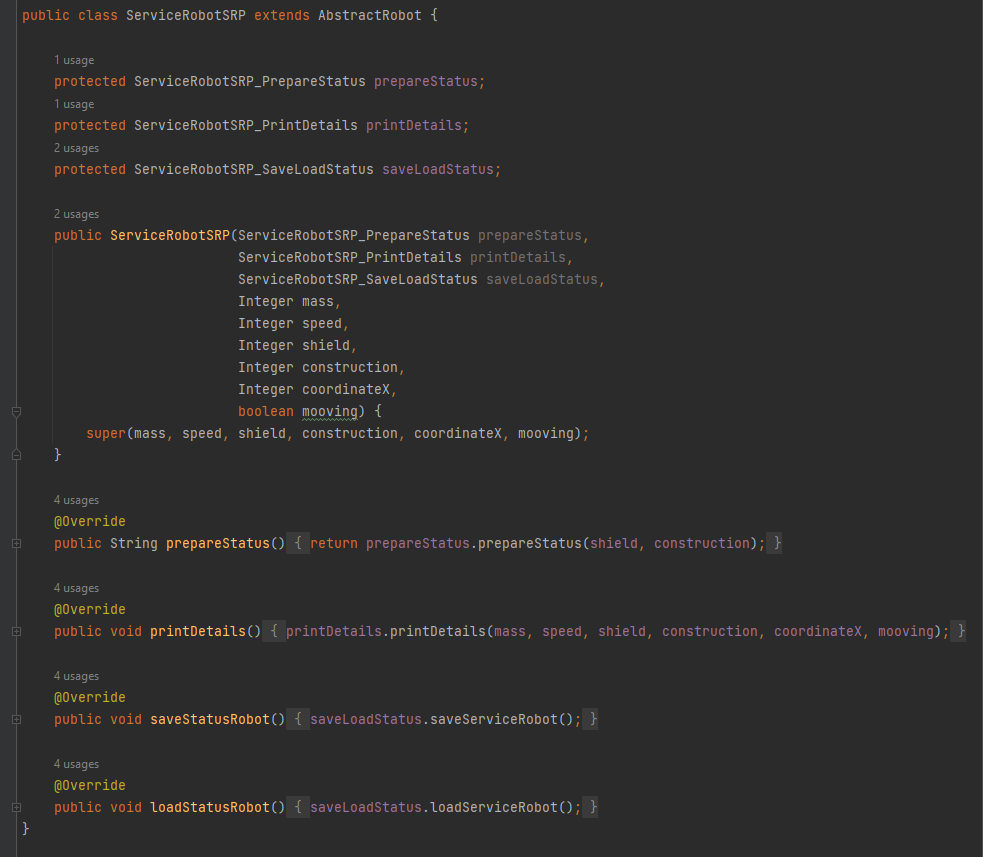 public class ServiceRobotSRP extends AbstractRobot {
1 usage
protected ServiceRobotSRP_PrepareStatus prepareStatus;
1 usage
protected ServiceRobotSRP_PrintDetails printDetails;
2 usages
protected ServiceRobotSRP_SaveLoadStatus saveLoadStatus;
2 usages
public ServiceRobotSRP(ServiceRobotSRP_PrepareStatus prepareStatus,
ServiceRobotSRP_PrintDetails printDetails,
ServiceRobotSRP_SaveLoadStatus saveLoadStatus,
Integer mass,
Integer speed,
Integer shield,
Integer construction,
Integer coordinateX,
boolean mooving) {
super(mass, speed, shield, construction, coordinateX, mooving);
}
4 usages
@Override
public String prepareStatus() { return prepareStatus.prepareStatus(shield, construction); }
4 usages
@Override
public void printDetails() { printDetails.printDetails(mass, speed, shield, construction, coordinateX, mooving); }
4 usages
@Override
public void saveStatusRobot() { saveLoadStatus.saveServiceRobot(); }
4 usages
@Override
public void loadStatusRobot() { saveLoadStatus.loadServiceRobot(); }
}